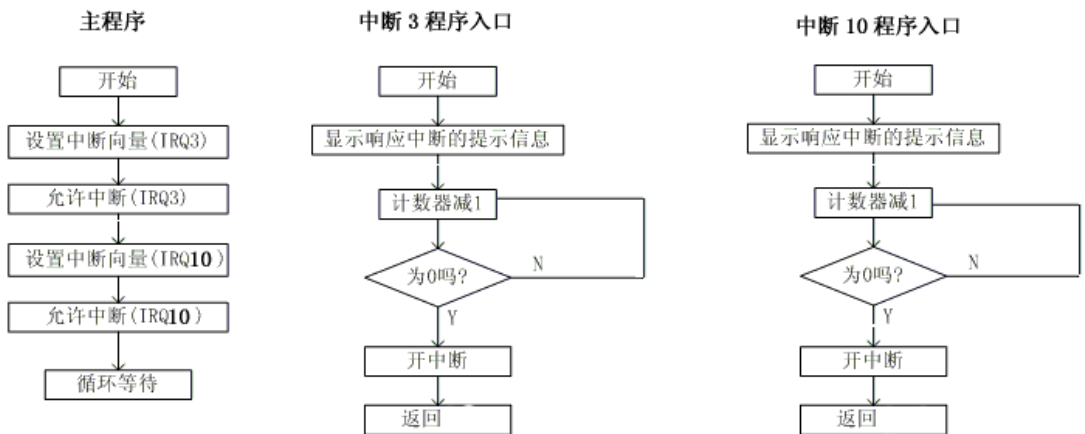 主程序
开始
设置中断向量(IRQ3)
允许中断(IRQ3)
设置中断向量(IRQ10)
允许中断(IRQ10)
循环等待
中断 3 程序入口
开始
显示响应中断的提示信息
计数器减1
为0吗?
N
Y
开中断
返回
中断 10 程序入口
开始
显示响应中断的提示信息
计数器减1
为0吗?
N
Y
开中断
返回